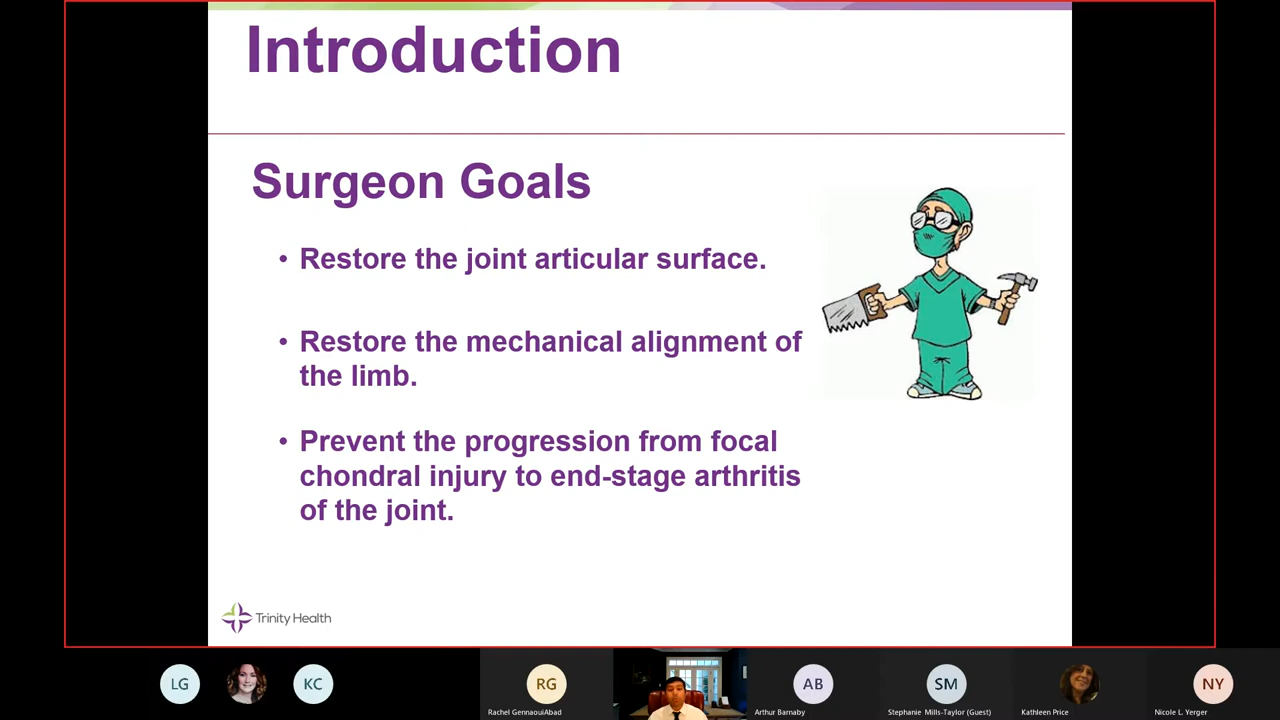 Introduction
Surgeon Goals
• Restore the joint articular surface.
• Restore the mechanical alignment of
the limb.
• Prevent the progression from focal
chondral injury to end-stage arthritis
of the joint.
Trinity Health
LG
KC
RG
AB
SM
NY
Rachel GennaouiAbad
Arthur Barnaby
Stephanie Mills-Taylor (Guest)
Kathleen Price
Nicole L. Yerger